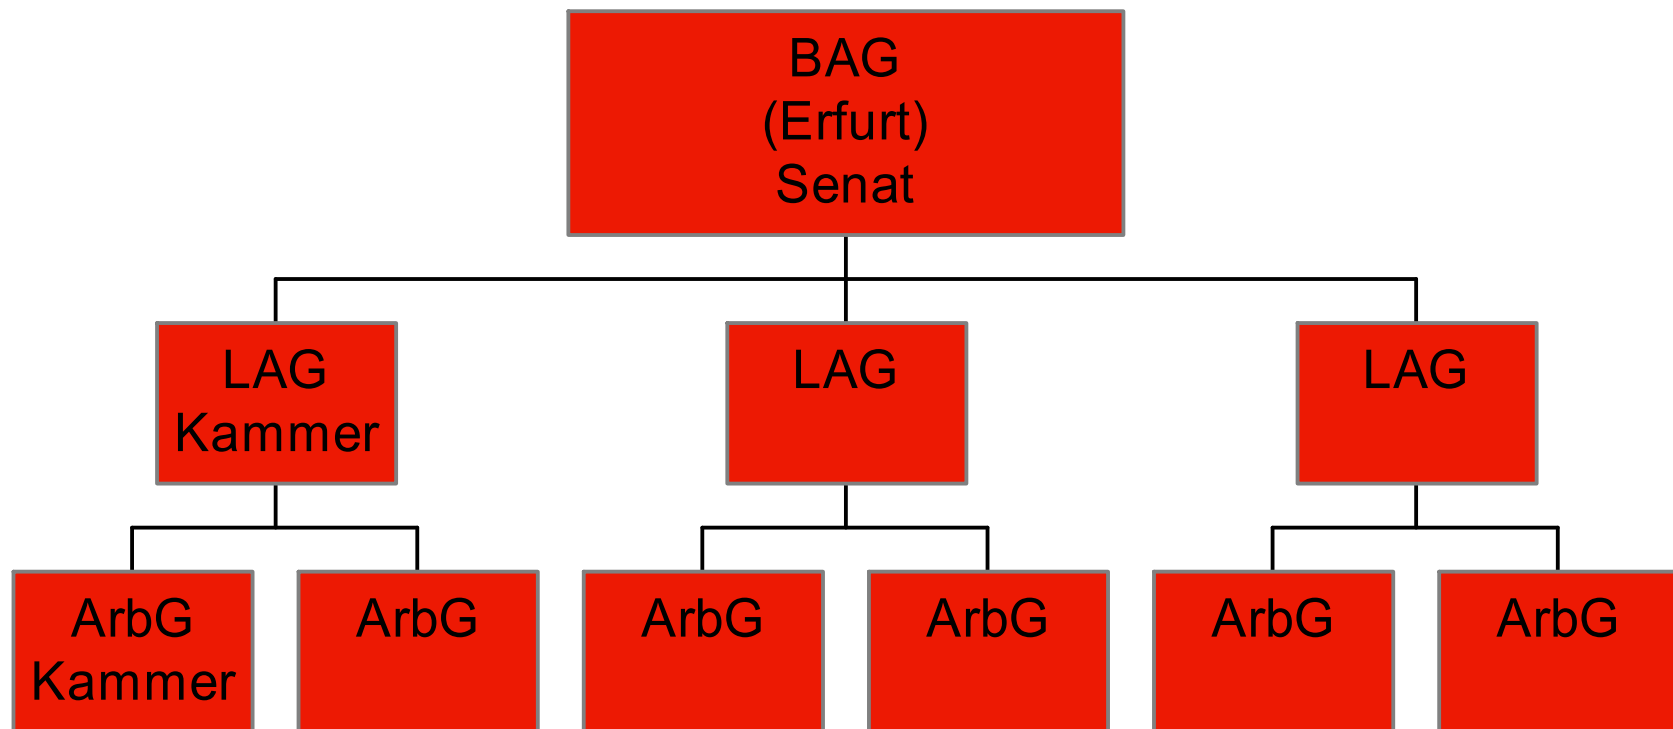 BAG
(Erfurt)
Senat
LAG
Kammer
LAG
LAG
ArbG
Kammer
ArbG
ArbG
ArbG
ArbG
ArbG